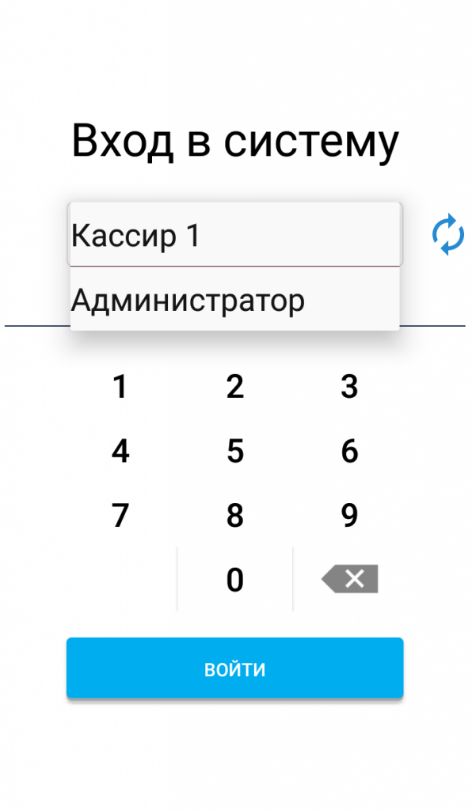 Вход в систему
Кассир 1
Администратор
1 2 3
4 5 6
7 8 9
0
ВОЙТИ